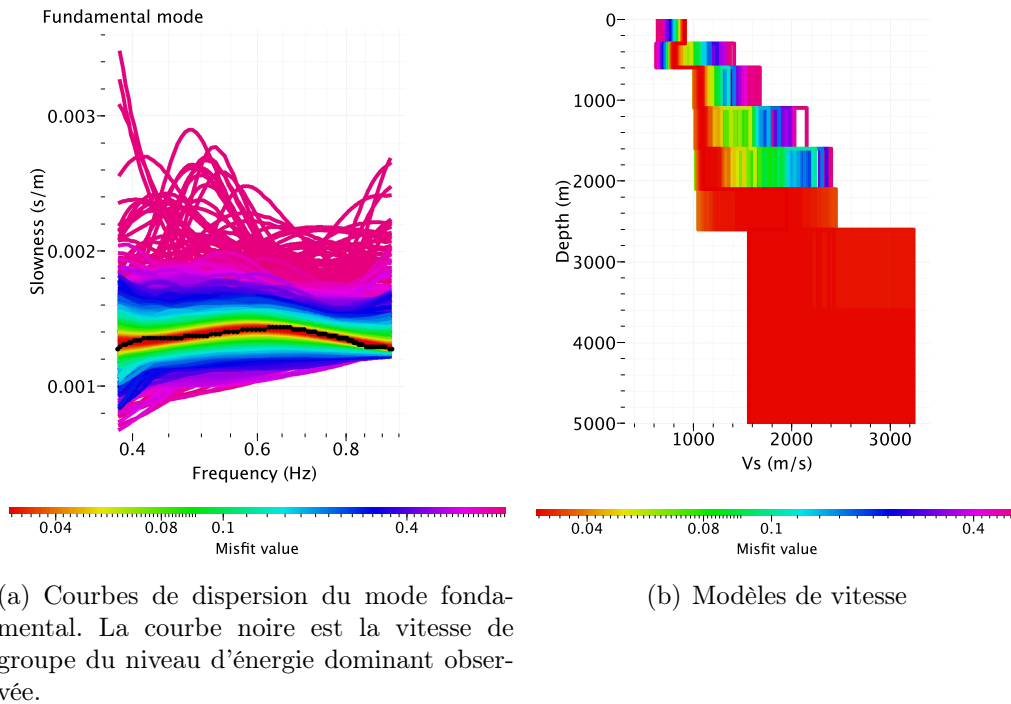 Fundamental mode
0.003
0.002
0.001
Slowness (s/m)
0.4 0.6 0.8
Frequency (Hz)
0.04 0.08 0.1 0.4
Misfit value
(a) Courbes de dispersion du mode fonda-
mental. La courbe noire est la vitesse de
groupe du niveau d'énergie dominant obser-
vée.
0
1000
2000
3000
4000
5000
Depth (m)
1000 2000 3000
Vs (m/s)
0.04 0.08 0.1 0.4
Misfit value
(b) Modèles de vitesse